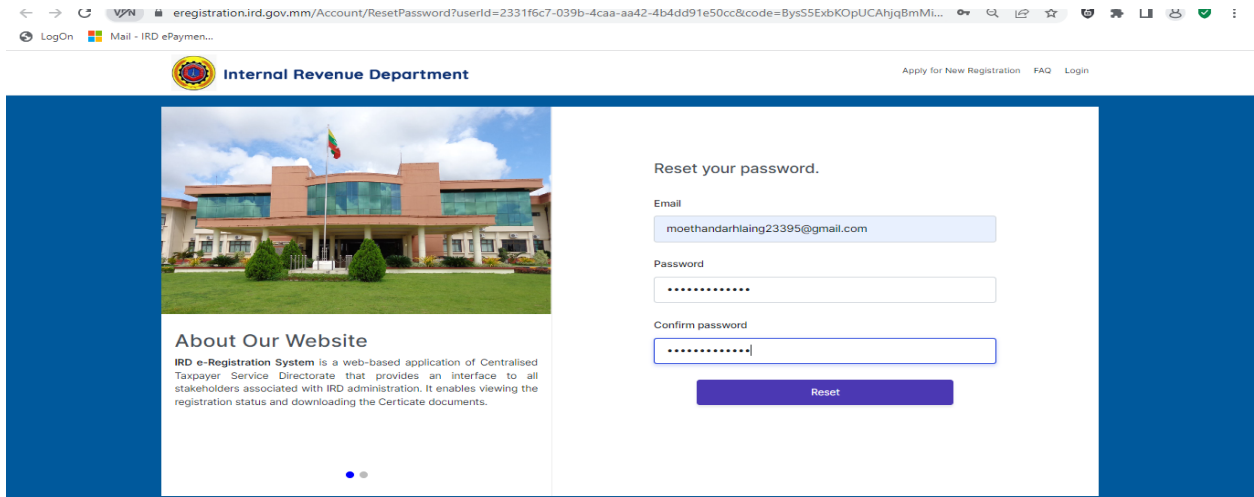 VPN eregistration.ird.gov.mm/Account/ResetPassword?userId=2331f6c7-039b-4caa-aa42-4b4dd91e50cc&code=BysS5ExbKOpUCAhjqBmMi...
LogOn Mail - IRD ePaymen...
Internal Revenue Department
Apply for New Registration FAQ Login
About Our Website
IRD e-Registration System is a web-based application of Centralised
Taxpayer Service Directorate that provides an interface to all
stakeholders associated with IRD administration. It enables viewing the
registration status and downloading the Certicate documents.
Reset your password.
Email
moethandarhlaing23395@gmail.com
Password
•••••••••••••
Confirm password
•••••••••••••
Reset